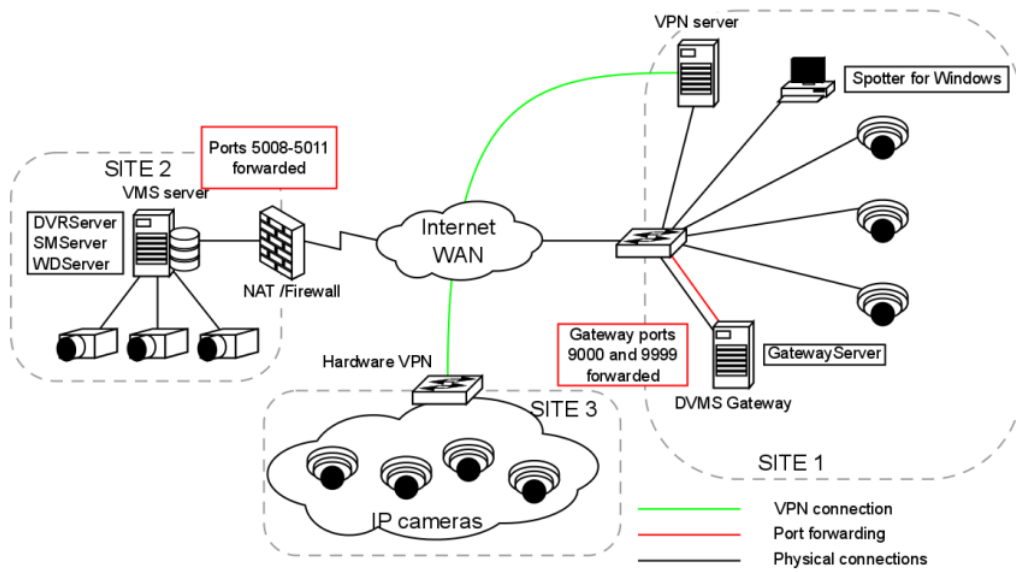 VPN server
Spotter for Windows
Ports 5008-5011
forwarded
SITE 2
VMS server
DVRServer
SMServer
WDServer
NAT /Firewall
Internet
WAN
Gateway ports
9000 and 9999
forwarded
GatewayServer
DVMS Gateway
Hardware VPN
SITE 3
IP cameras
SITE 1
VPN connection
Port forwarding
Physical connections